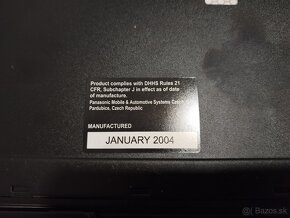 Product complies with DHHS Rules 21
CFR, Subchapter J in effect as of date
of manufacture.
Panasonic Mobile & Automotive Systems Czech
Pardubice, Czech Republic
MANUFACTURED
JANUARY 2004
Bazos.sk